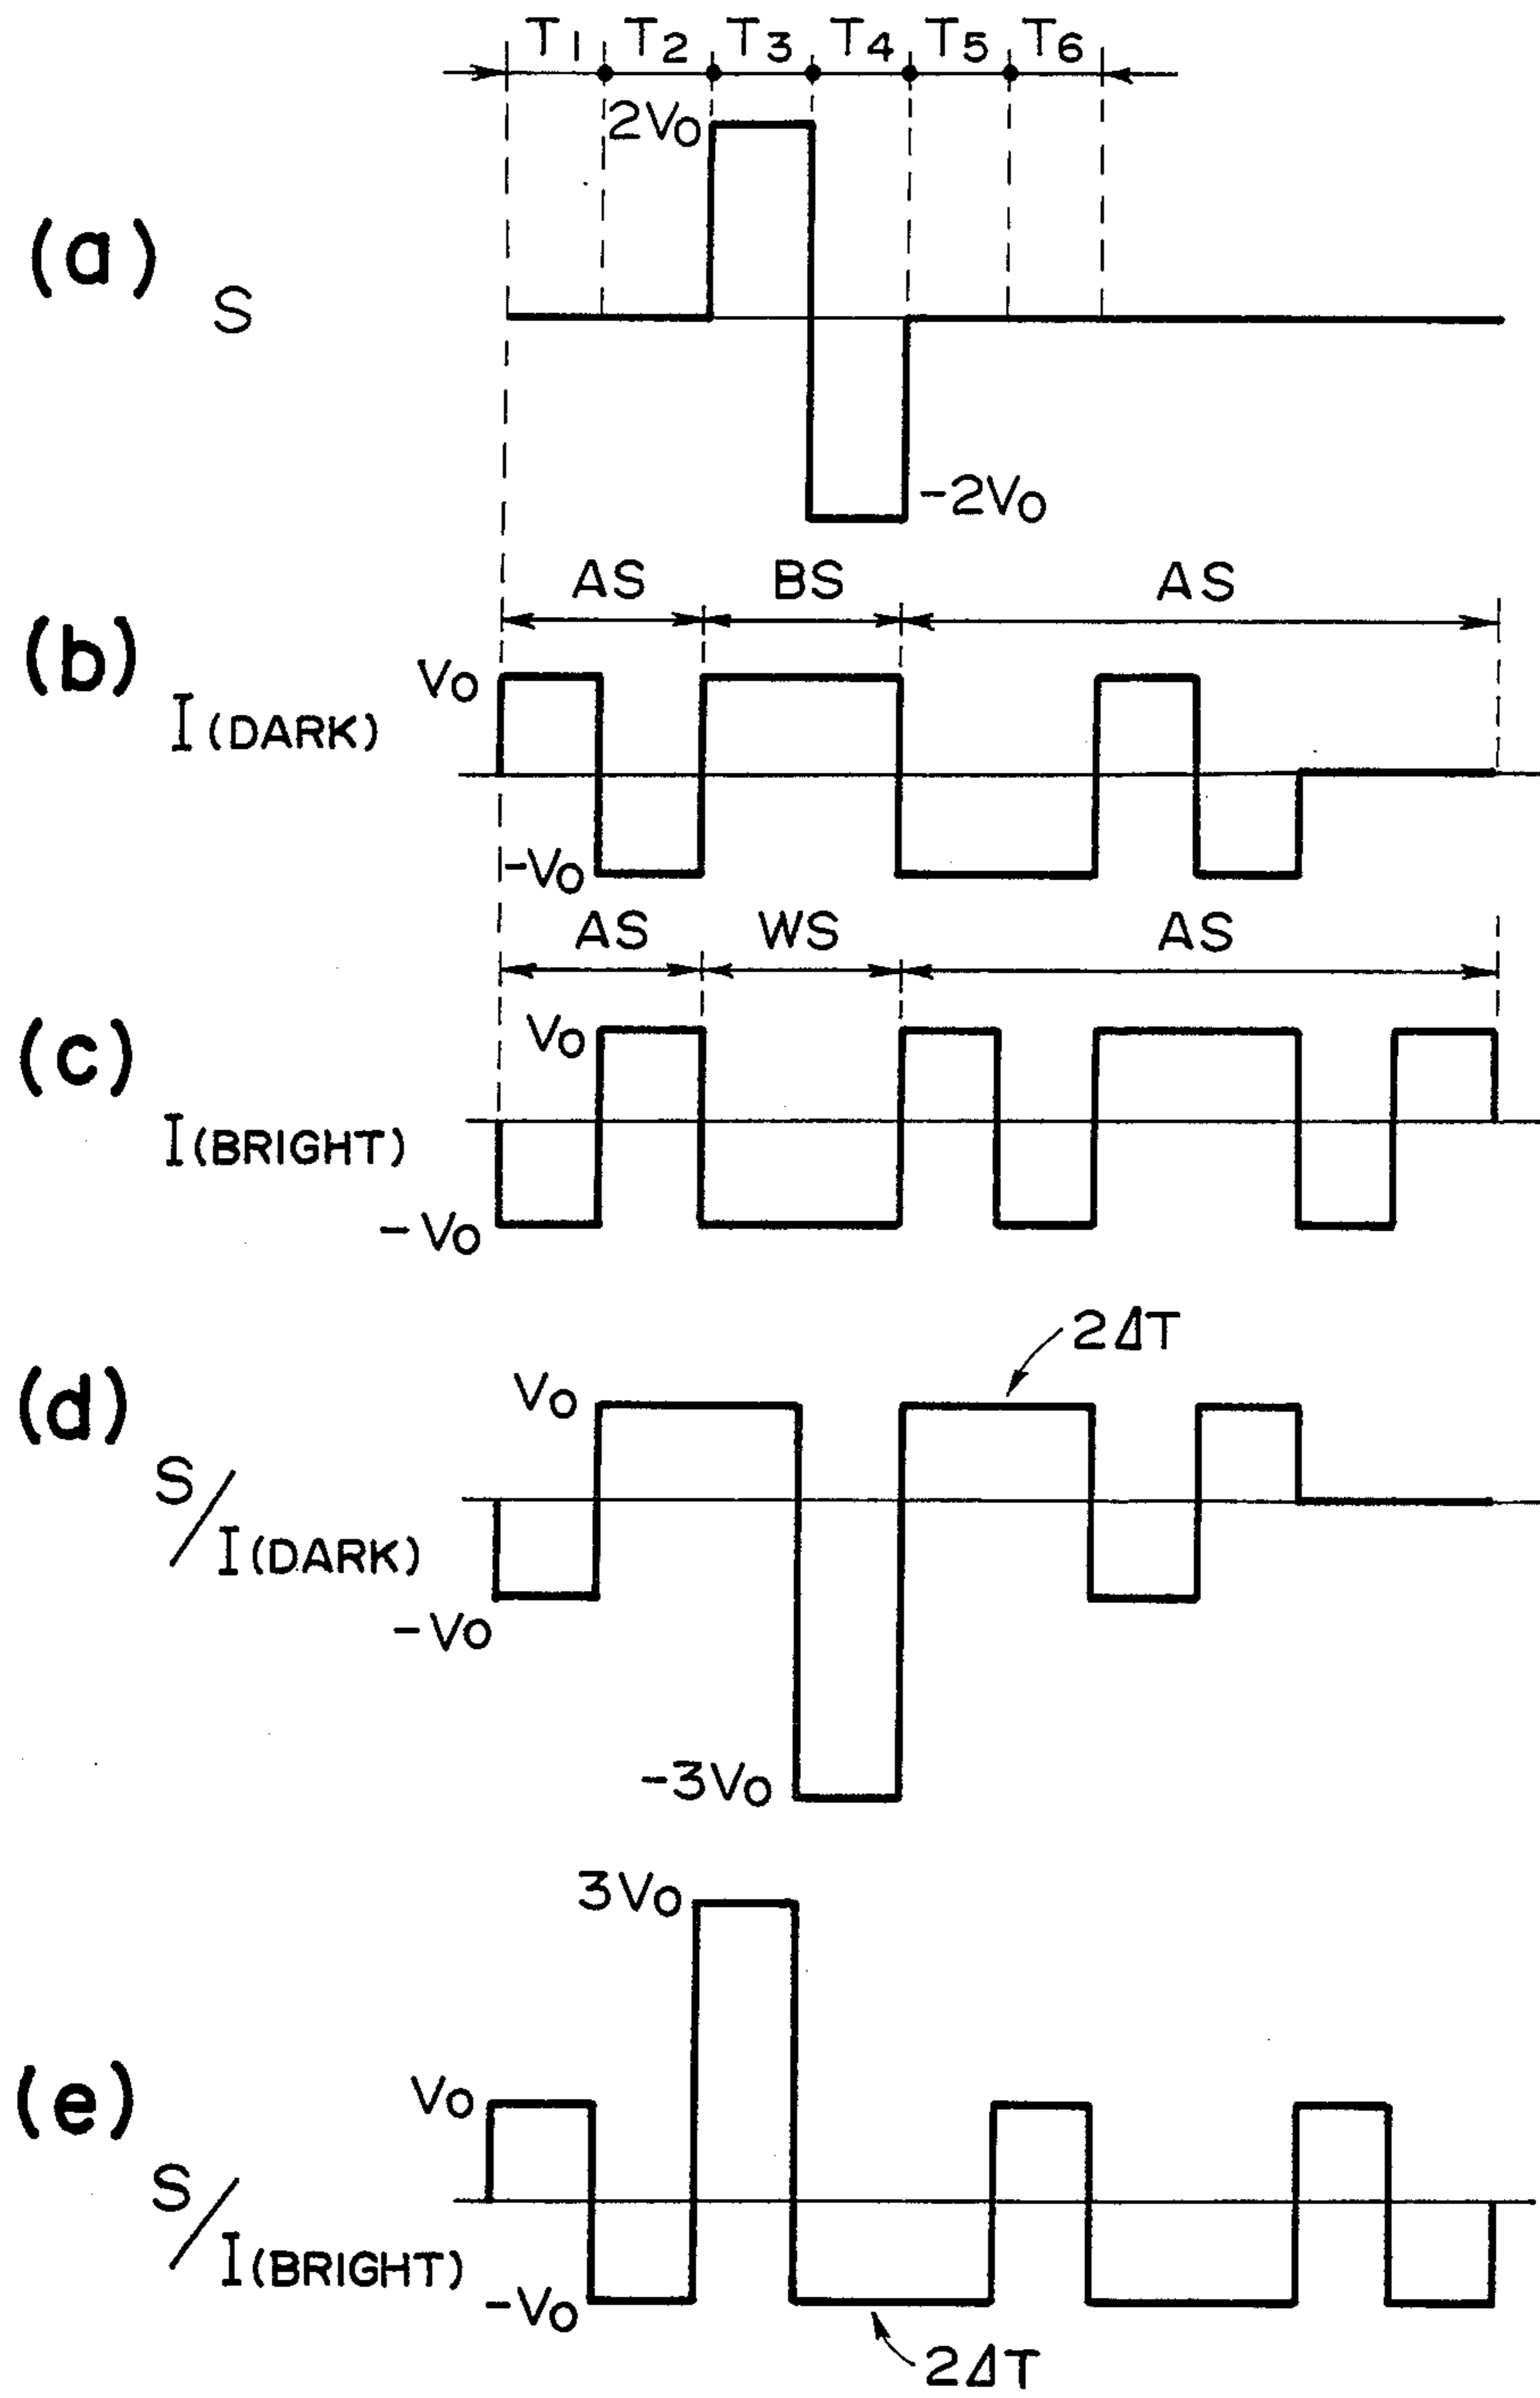 T1 T2 T3 T4 T5 T6
2V0
(a) S
-2V0
AS BS AS
(b) I(DARK)
V0
-V0
AS WS AS
(c) I(BRIGHT)
V0
-V0
2ΔT
(d) S/I(DARK)
V0
-V0
-3V0
3V0
(e) S/I(BRIGHT)
V0
-V0
2ΔT